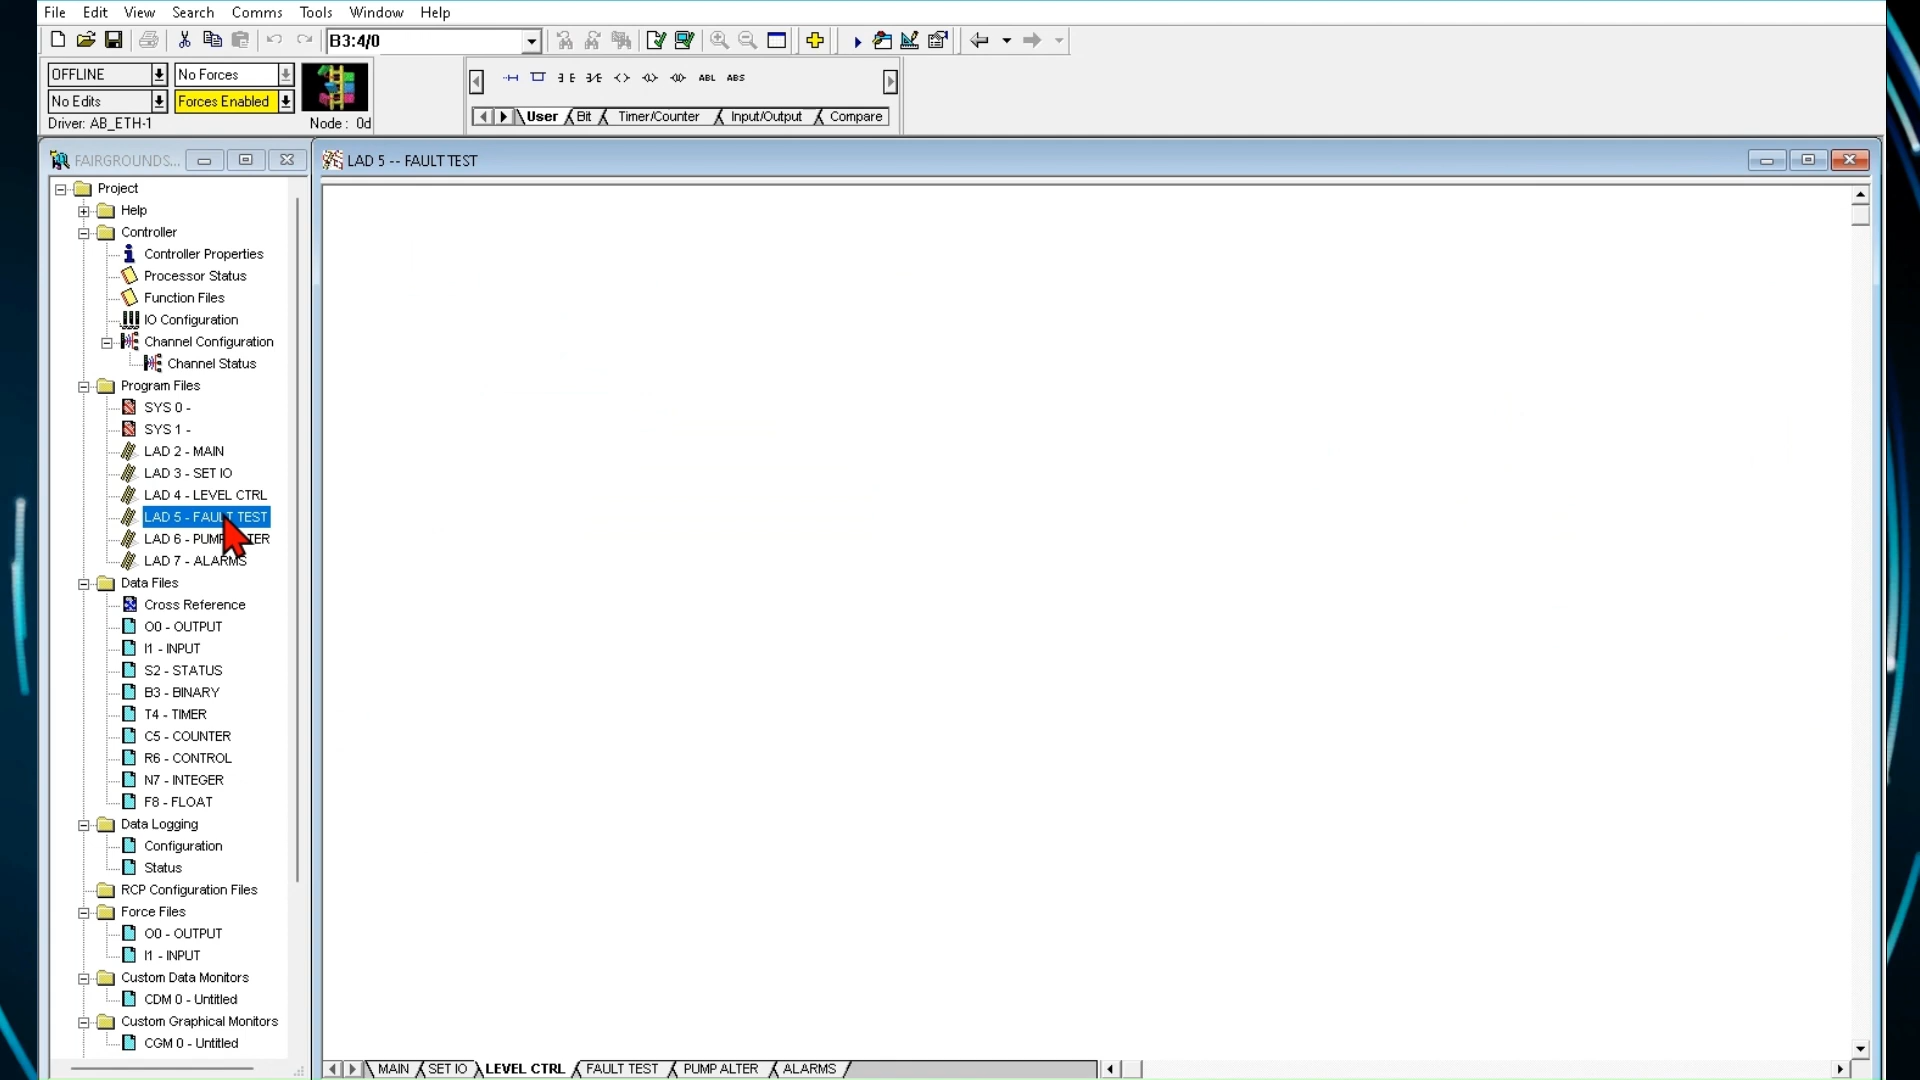 File Edit View Search Comms Tools Window Help
B3:4/0
OFFLINE No Forces
No Edits Forces Enabled
Driver: AB_ETH-1 Node: 0d
ABL ABS
User Bit Timer/Counter Input/Output Compare
FAIRGROUNDS...
LAD 5 -- FAULT TEST
Project
Help
Controller
Controller Properties
Processor Status
Function Files
IO Configuration
Channel Configuration
Channel Status
Program Files
SYS 0 -
SYS 1 -
LAD 2 - MAIN
LAD 3 - SET IO
LAD 4 - LEVEL CTRL
LAD 5 - FAULT TEST
LAD 6 - PUMP ALTER
LAD 7 - ALARMS
Data Files
Cross Reference
O0 - OUTPUT
I1 - INPUT
S2 - STATUS
B3 - BINARY
T4 - TIMER
C5 - COUNTER
R6 - CONTROL
N7 - INTEGER
F8 - FLOAT
Data Logging
Configuration
Status
RCP Configuration Files
Force Files
O0 - OUTPUT
I1 - INPUT
Custom Data Monitors
CDM 0 - Untitled
Custom Graphical Monitors
CGM 0 - Untitled
MAIN SET IO LEVEL CTRL FAULT TEST PUMP ALTER ALARMS